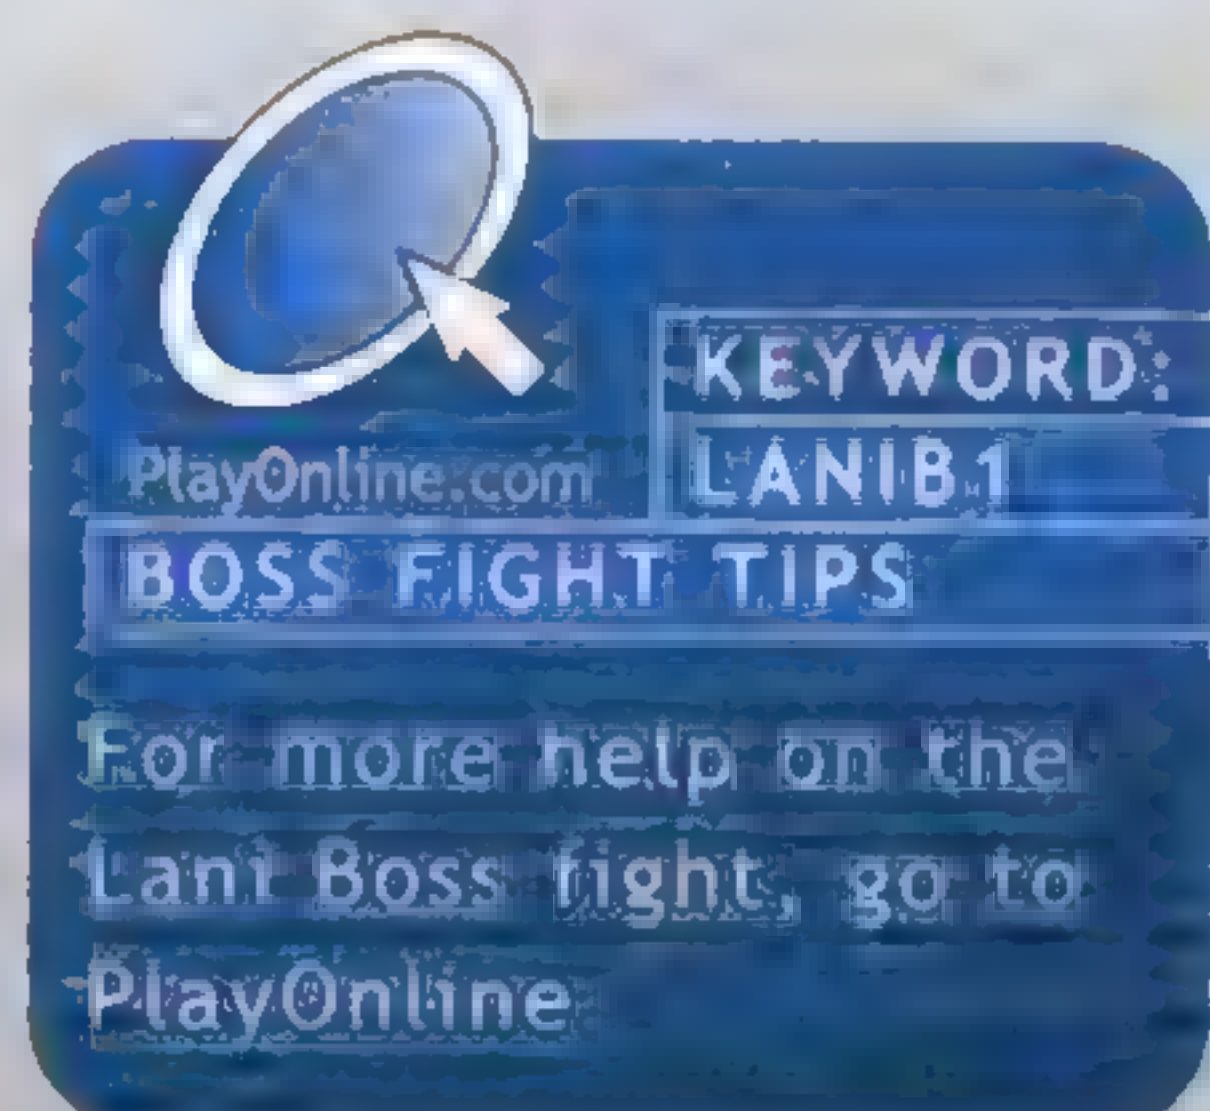 KEYWORD:
LANIB1
PlayOnline.com
BOSS FIGHT TIPS
For more help on the
Lani Boss fight, go to
PlayOnline